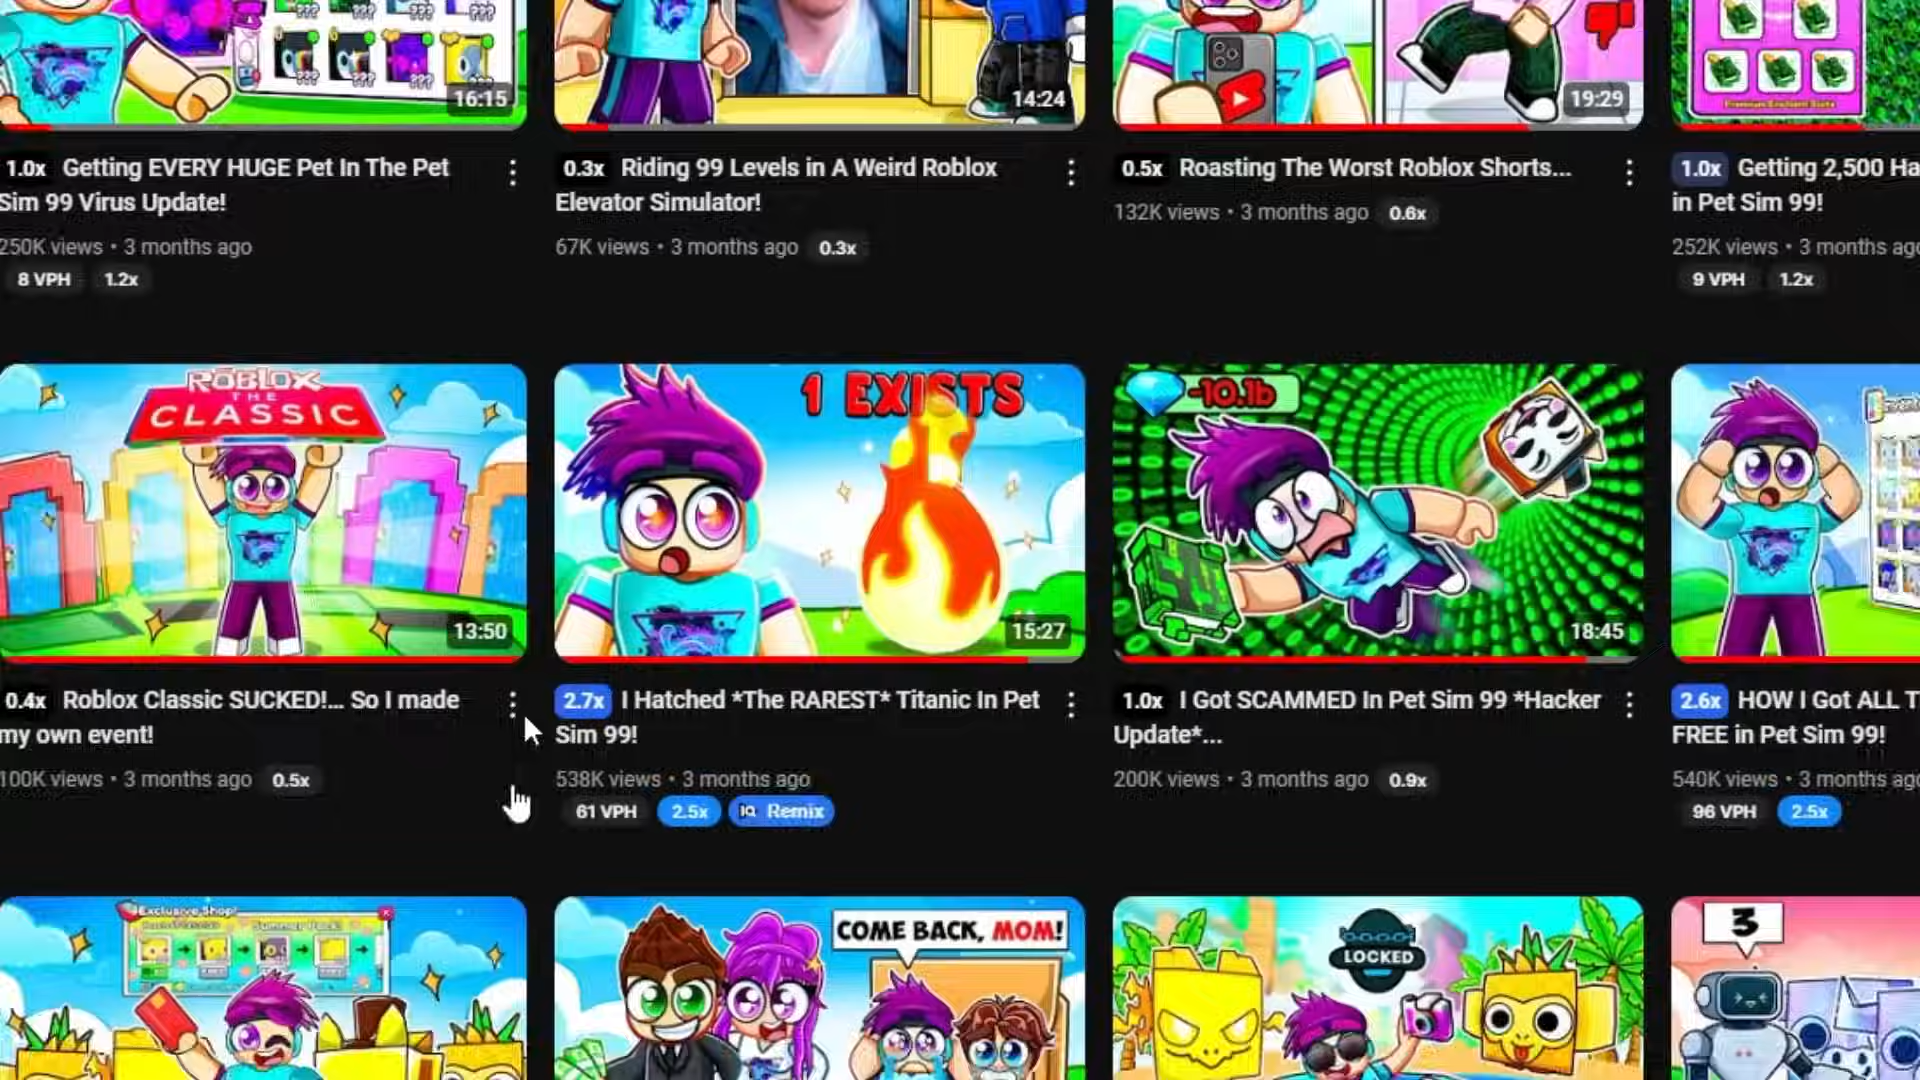 ???
???
???
???
???
???
???
16:15
14:24
19:29
Premium Enchant Slots
1.0x Getting EVERY HUGE Pet In The Pet
Sim 99 Virus Update!
250K views • 3 months ago
8 VPH 1.2x
0.3x Riding 99 Levels in A Weird Roblox
Elevator Simulator!
67K views • 3 months ago 0.3x
0.5x Roasting The Worst Roblox Shorts...
132K views • 3 months ago 0.6x
1.0x Getting 2,500 Ha
in Pet Sim 99!
252K views • 3 months ago
9 VPH 1.2x
ROBLOX
THE
CLASSIC
13:50
1 EXISTS
15:27
-10.1b
18:45
0.4x Roblox Classic SUCKED!... So I made
my own event!
100K views • 3 months ago 0.5x
2.7x I Hatched *The RAREST* Titanic In Pet
Sim 99!
538K views • 3 months ago
61 VPH 2.5x IQ Remix
1.0x I Got SCAMMED In Pet Sim 99 *Hacker
Update*...
200K views • 3 months ago 0.9x
2.6x HOW I Got ALL T
FREE in Pet Sim 99!
540K views • 3 months ago
96 VPH 2.5x
Exclusive Shop!
COME BACK, MOM!
LOCKED
3